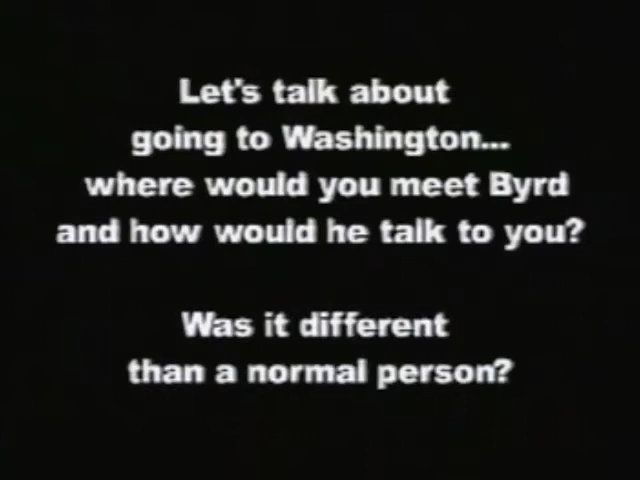 Let's talk about
going to Washington...
where would you meet Byrd
and how would he talk to you?
Was it different
than a normal person?